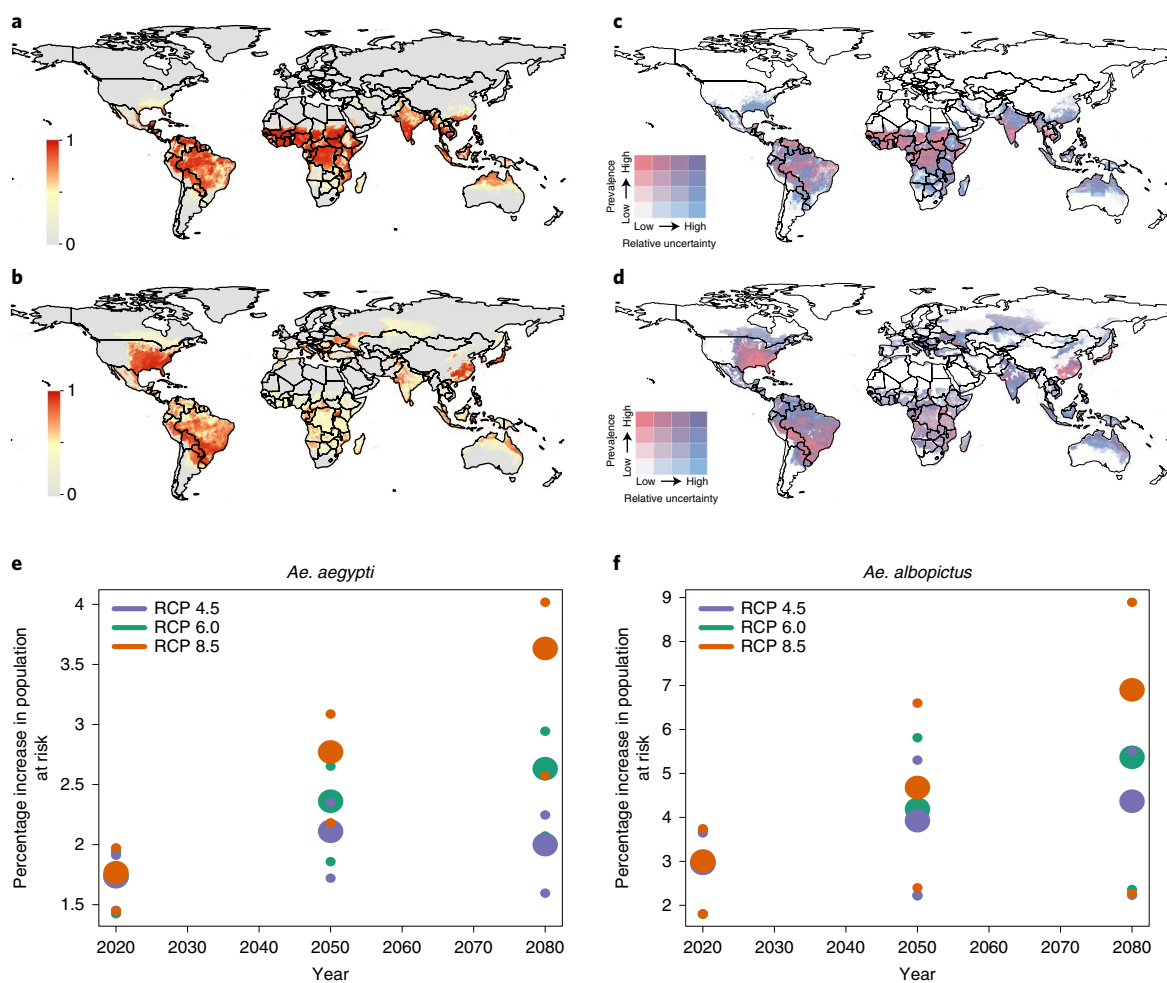 a
1
0
c
Prevalence
Low
High
Low
High
Relative uncertainty
b
1
0
d
Prevalence
Low
High
Low
High
Relative uncertainty
e
Ae. aegypti
RCP 4.5
RCP 6.0
RCP 8.5
Percentage increase in population
at risk
4
3.5
3
2.5
2
1.5
2020 2030 2040 2050 2060 2070 2080
Year
f
Ae. albopictus
RCP 4.5
RCP 6.0
RCP 8.5
Percentage increase in population
at risk
9
8
7
6
5
4
3
2
2020 2030 2040 2050 2060 2070 2080
Year